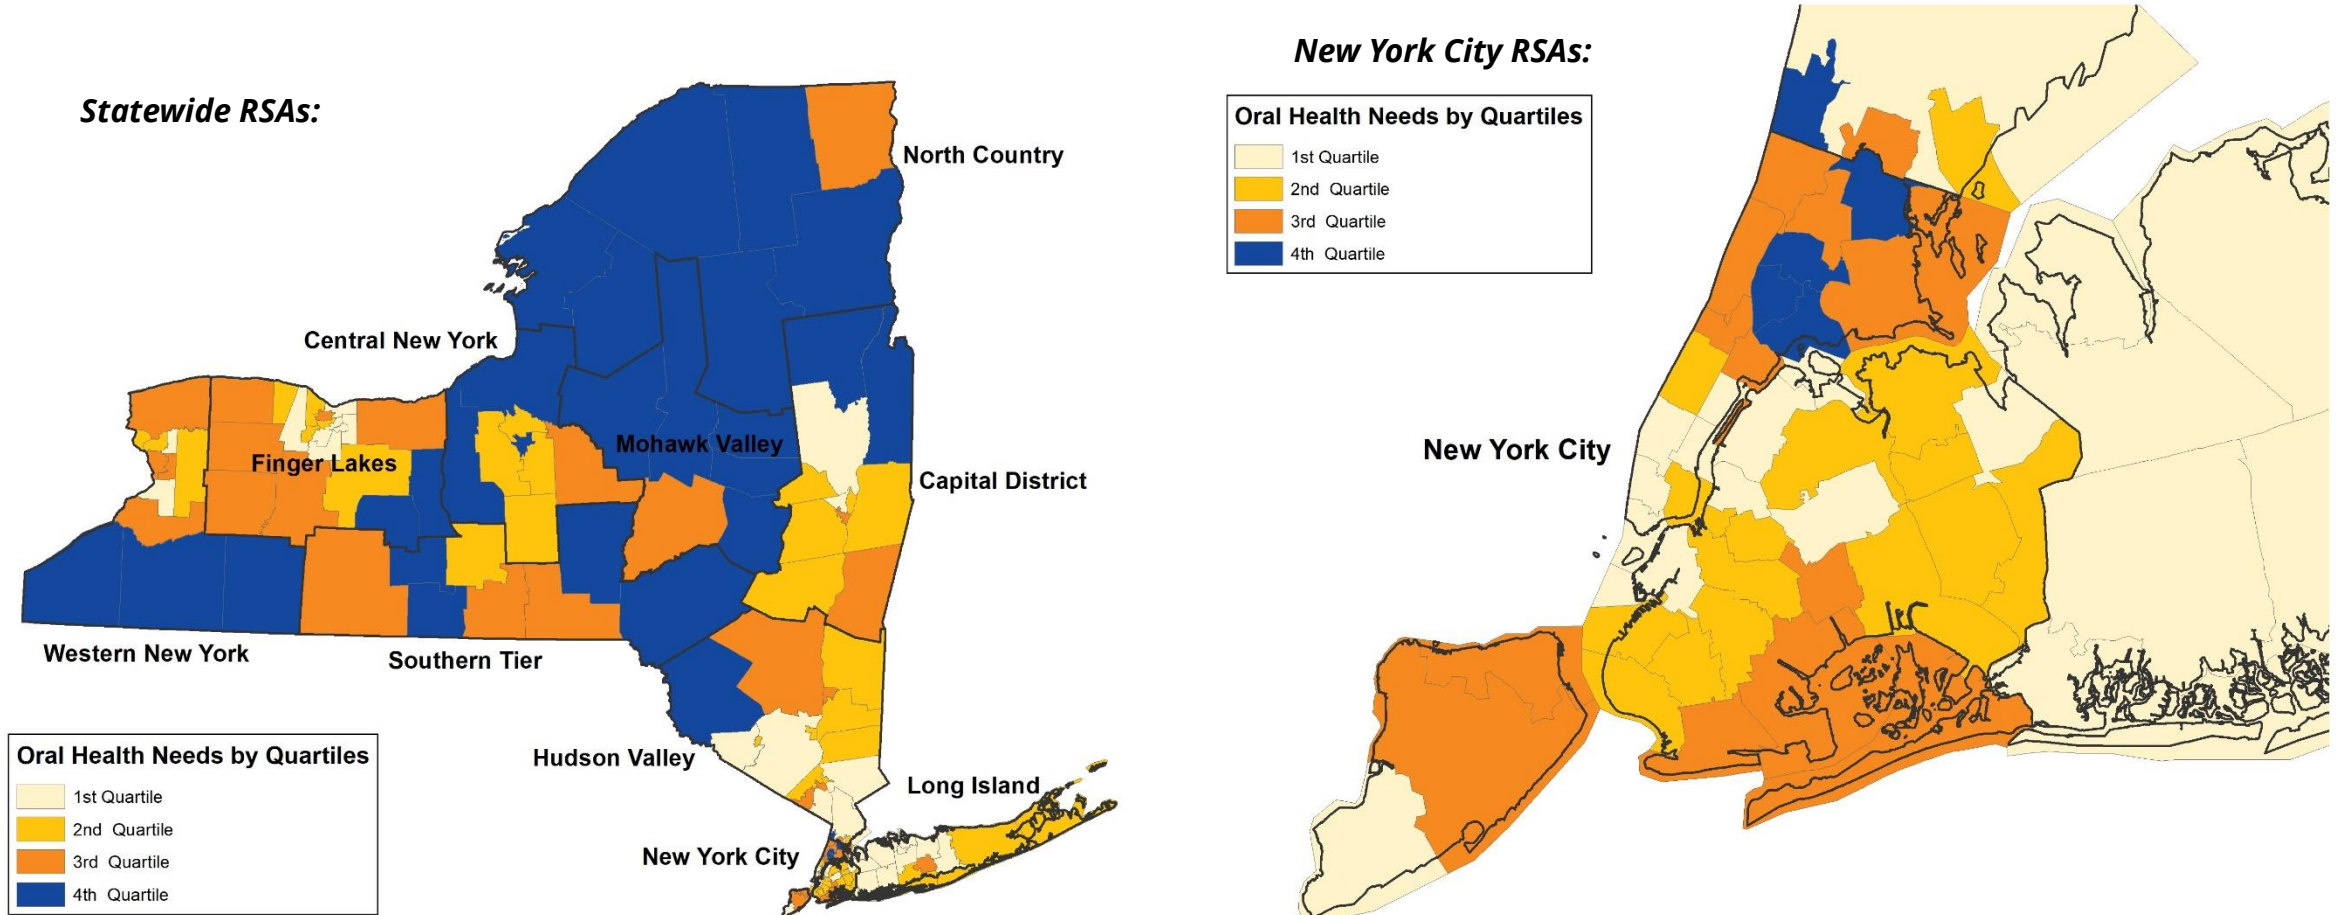 Statewide RSAs:
North Country
Central New York
Mohawk Valley
Finger Lakes
Capital District
Western New York
Southern Tier
Hudson Valley
Long Island
New York City
Oral Health Needs by Quartiles
1st Quartile
2nd Quartile
3rd Quartile
4th Quartile
New York City RSAs:
Oral Health Needs by Quartiles
1st Quartile
2nd Quartile
3rd Quartile
4th Quartile
New York City